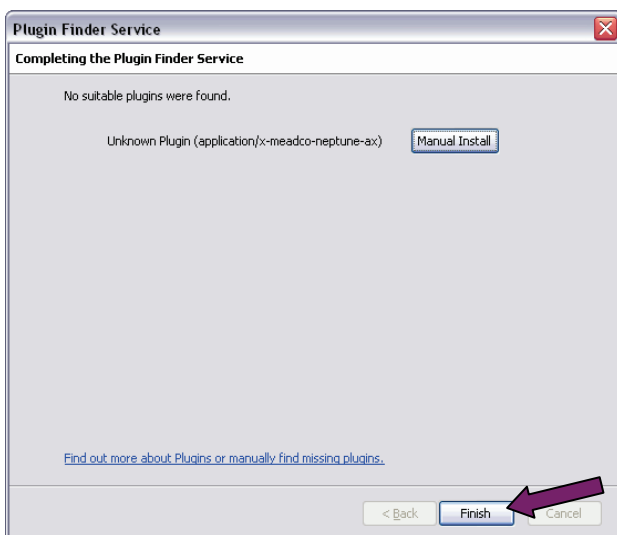 Plugin Finder Service
Completing the Plugin Finder Service
No suitable plugins were found.
Unknown Plugin (application/x-meadco-neptune-ax) Manual Install
Find out more about Plugins or manually find missing plugins.
< Back Finish Cancel